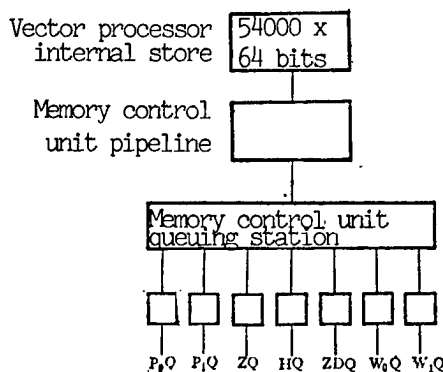 Vector processor
internal store
54000 x
64 bits
Memory control
unit pipeline
Memory control unit
queuing station
P₀Q P₁Q ZQ HQ ZDQ W₀Q W₁Q